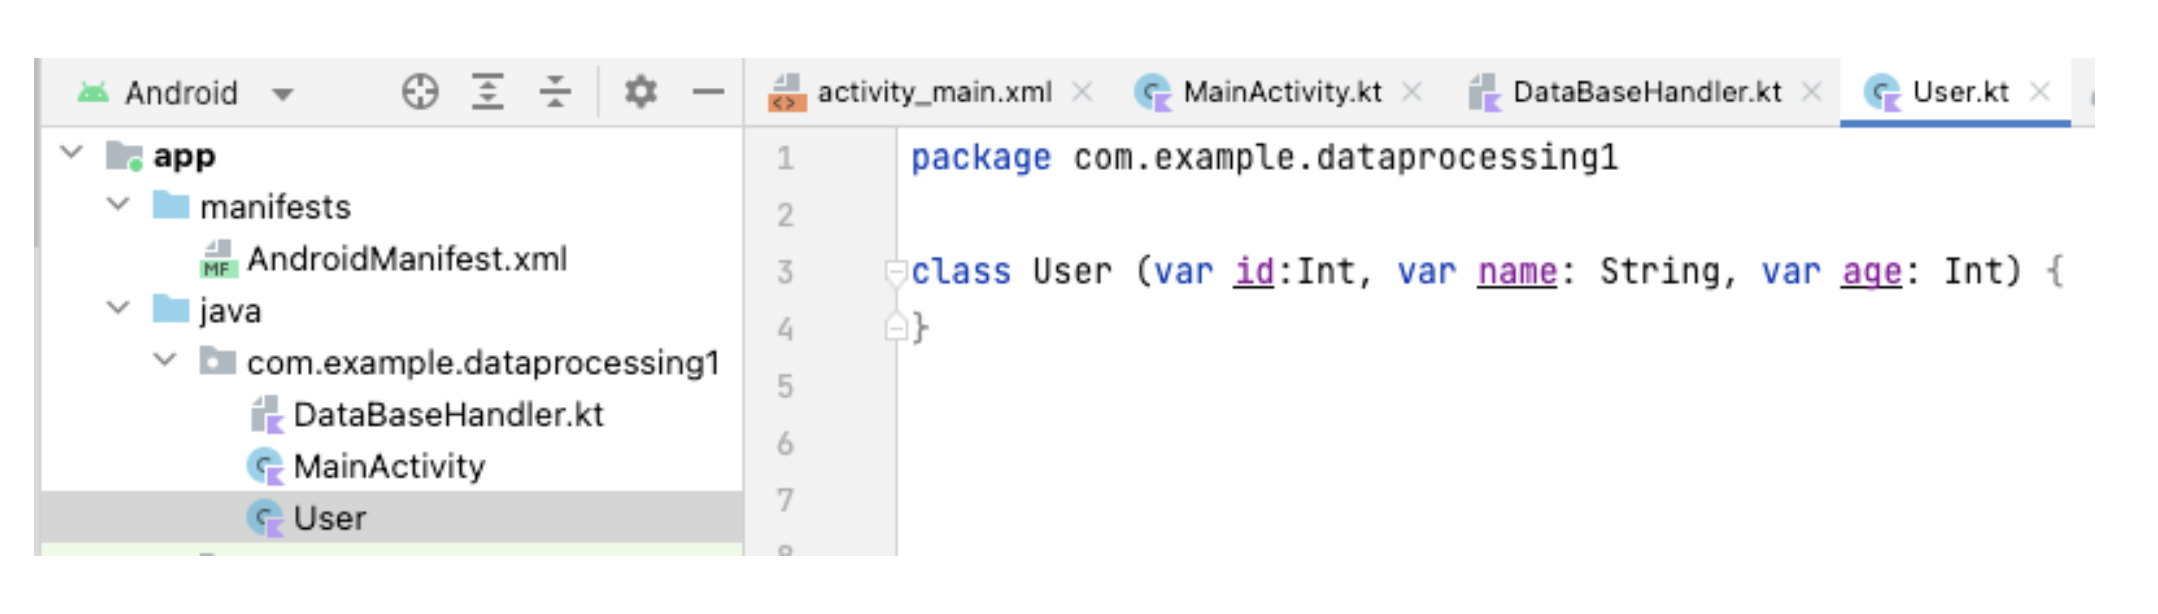 Android
app
manifests
MF AndroidManifest.xml
java
com.example.dataprocessing1
DataBaseHandler.kt
MainActivity
User
activity_main.xml MainActivity.kt DataBaseHandler.kt User.kt
1 package com.example.dataprocessing1
2
3 class User (var id:Int, var name: String, var age: Int) {
4 }
5
6
7